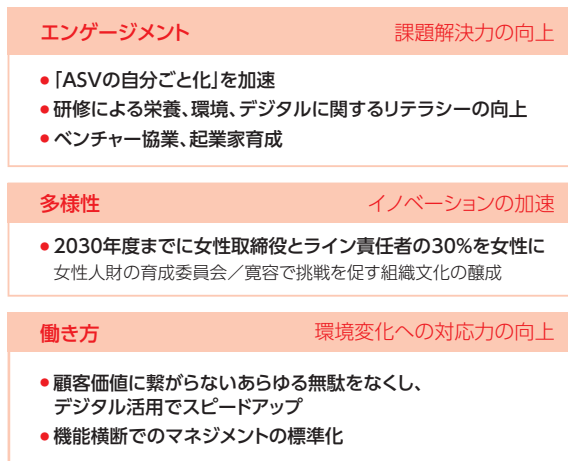 エンゲージメント 課題解決力の向上
●「ASVの自分ごと化」を加速
●研修による栄養、環境、デジタルに関するリテラシーの向上
●ベンチャー協業、起業家育成
多様性 イノベーションの加速
●2030年度までに女性取締役とライン責任者の30%を女性に
女性人財の育成委員会／寛容で挑戦を促す組織文化の醸成
働き方 環境変化への対応力の向上
●顧客価値に繋がらないあらゆる無駄をなくし、
デジタル活用でスピードアップ
●機能横断でのマネジメントの標準化